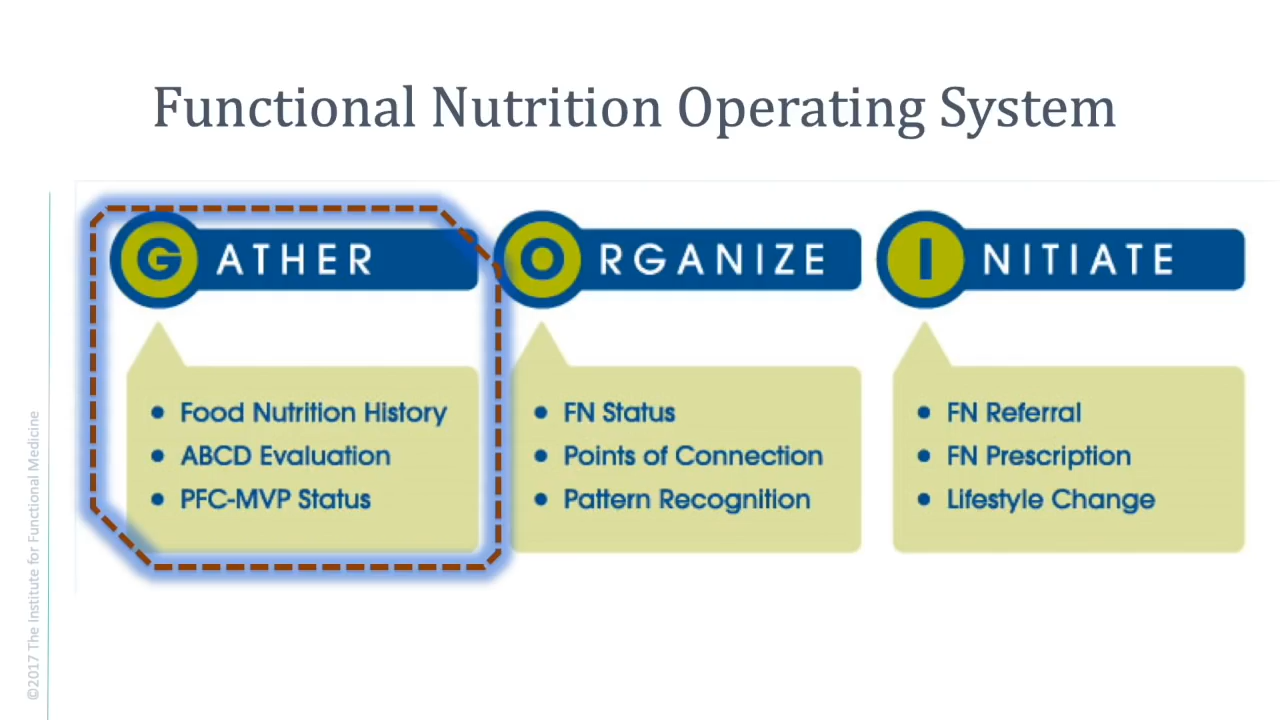 Functional Nutrition Operating System
GATHER
• Food Nutrition History
• ABCD Evaluation
• PFC-MVP Status
ORGANIZE
• FN Status
• Points of Connection
• Pattern Recognition
INITIATE
• FN Referral
• FN Prescription
• Lifestyle Change
©2017 The Institute for Functional Medicine